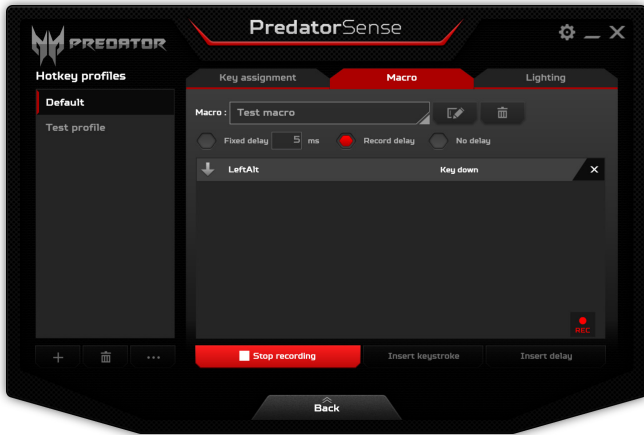 PredatorSense
PREDATOR
Hotkey profiles
Default
Test profile
Key assignment
Macro
Lighting
Macro : Test macro
Fixed delay 5 ms Record delay No delay
LeftAlt Key down
REC
Stop recording
Insert keystroke
Insert delay
Back